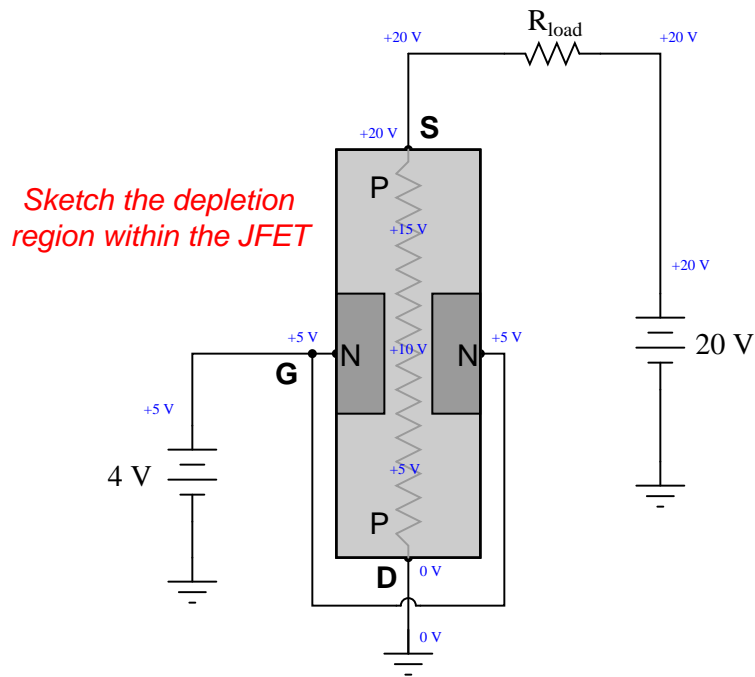 R_load
+20 V
+20 V
+20 V
S
P
Sketch the depletion
region within the JFET
+15 V
+20 V
+5 V
+10 V
+5 V
20 V
N
N
G
+5 V
4 V
+5 V
P
D
0 V
0 V